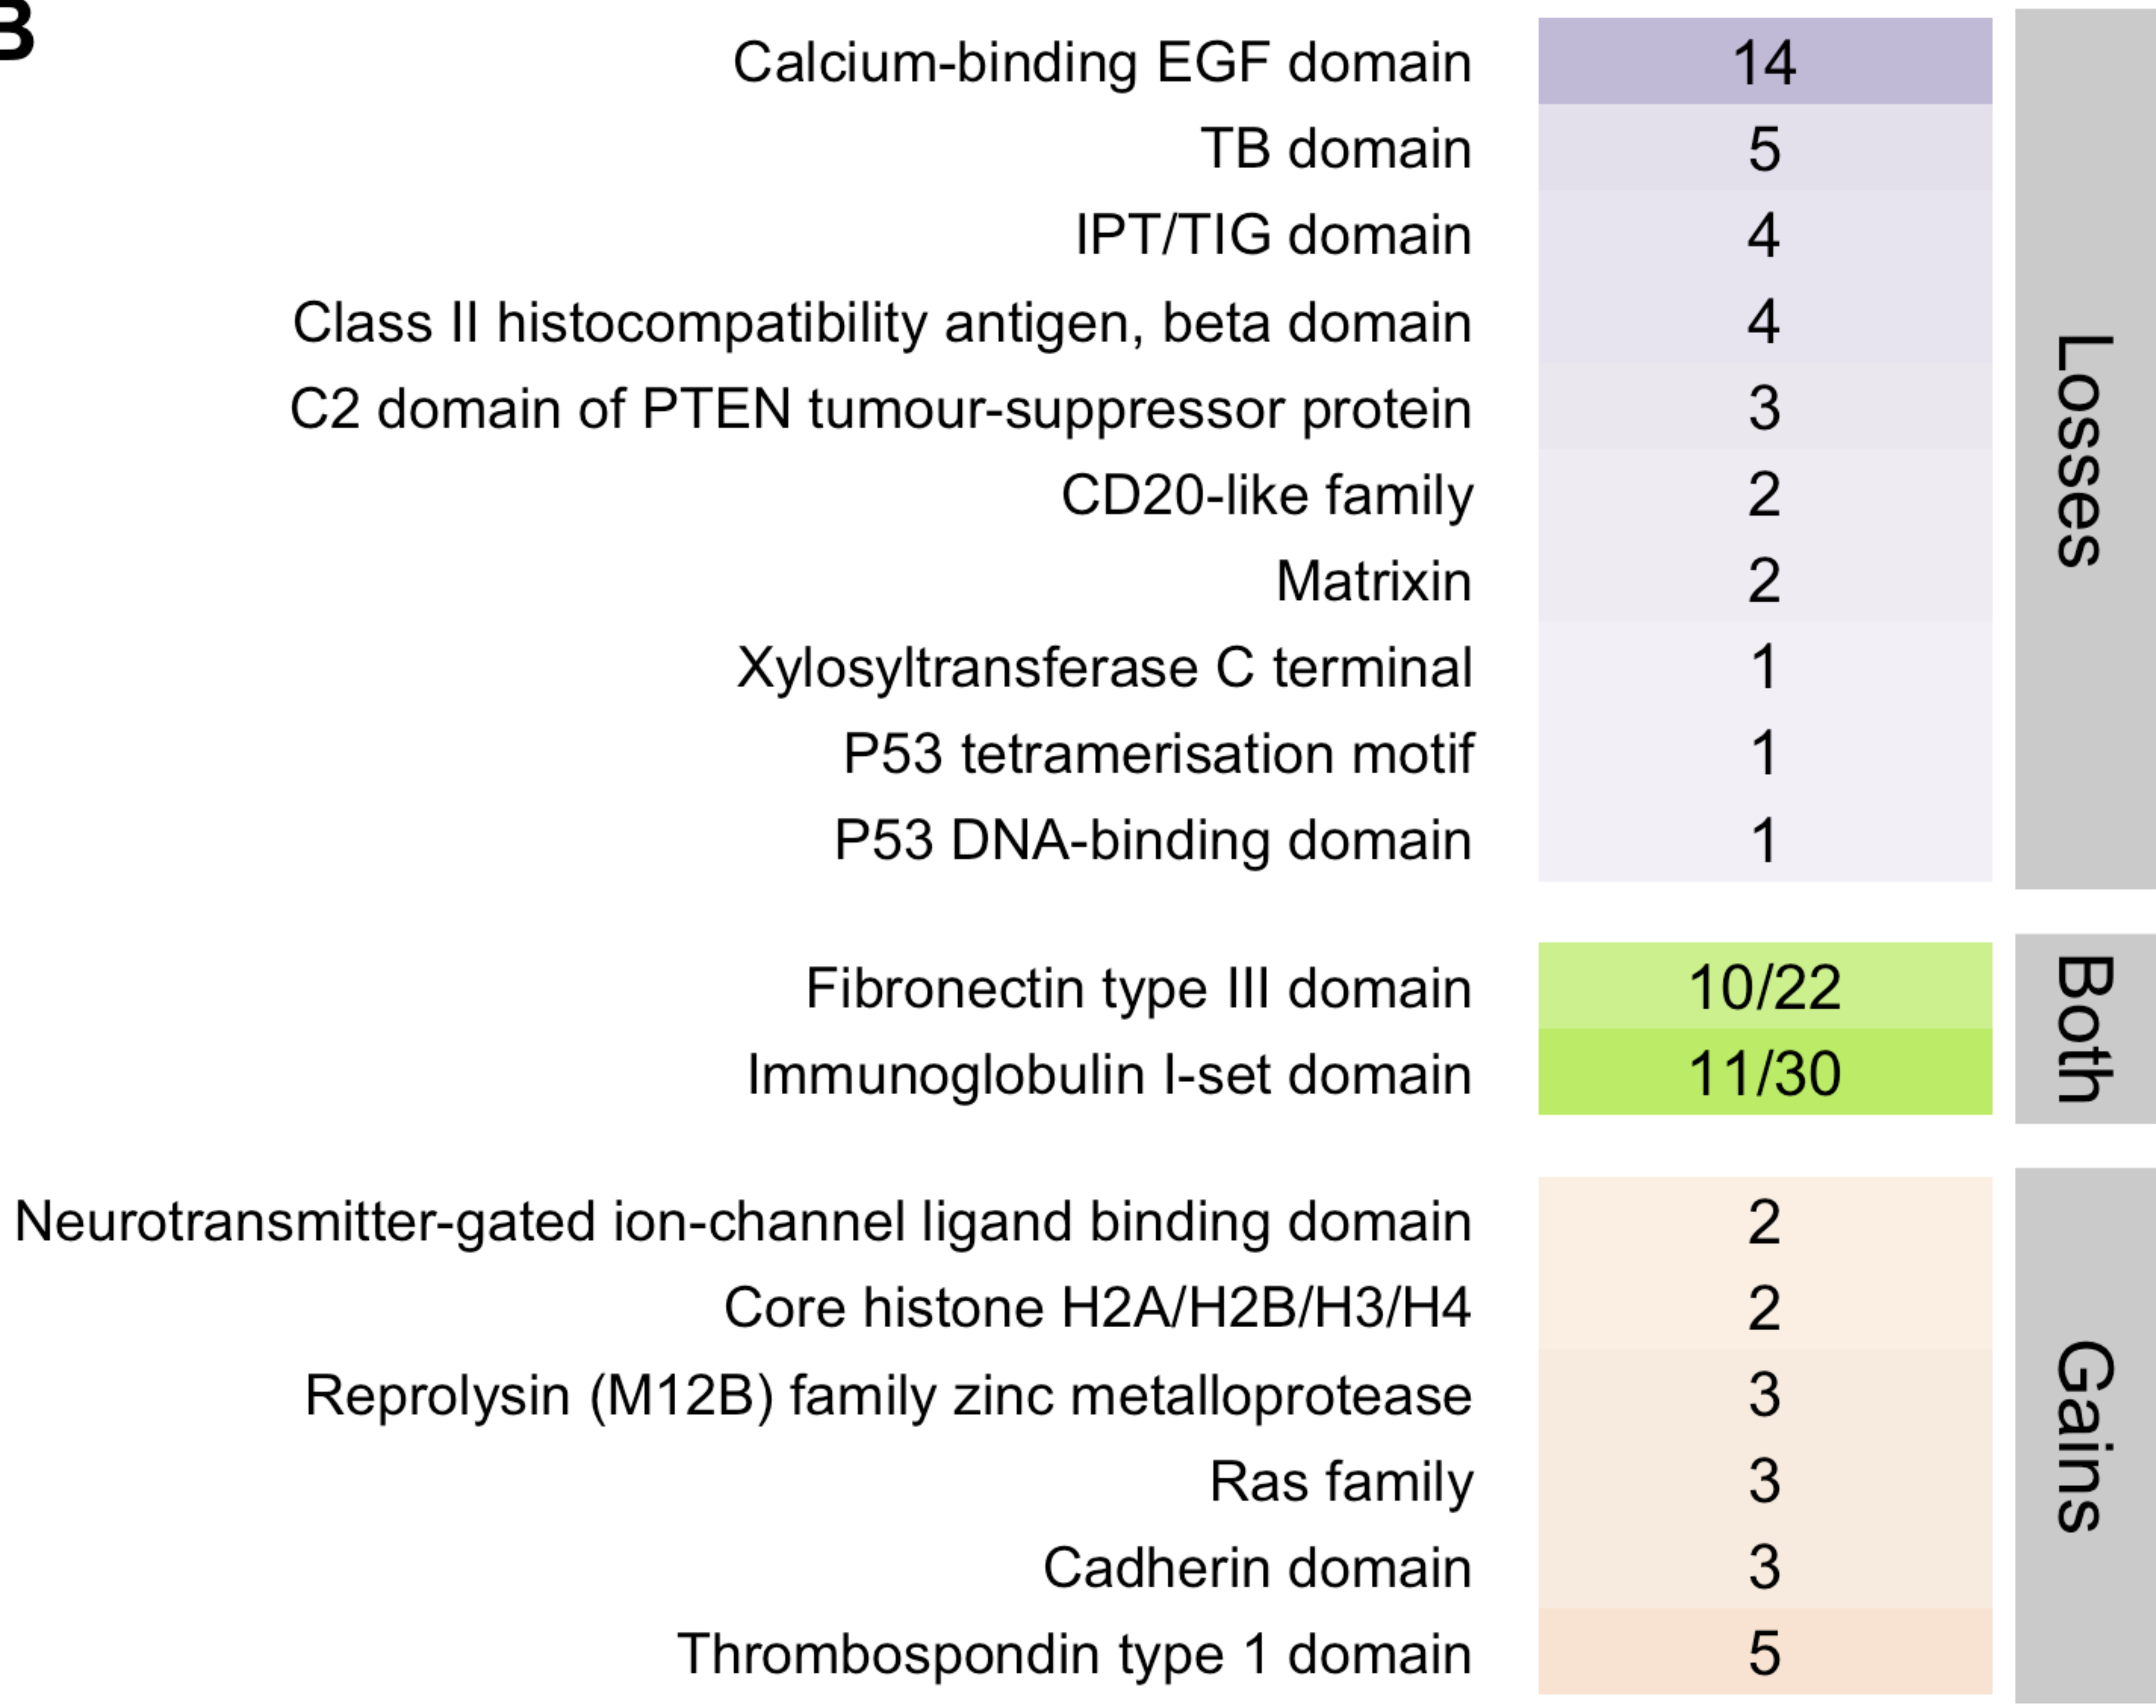 B
Calcium-binding EGF domain 14
TB domain 5
IPT/TIG domain 4
Class II histocompatibility antigen, beta domain 4
C2 domain of PTEN tumour-suppressor protein 3
CD20-like family 2
Matrixin 2
Xylosyltransferase C terminal 1
P53 tetramerisation motif 1
P53 DNA-binding domain 1
Losses
Fibronectin type III domain 10/22
Immunoglobulin I-set domain 11/30
Both
Neurotransmitter-gated ion-channel ligand binding domain 2
Core histone H2A/H2B/H3/H4 2
Reprolysin (M12B) family zinc metalloprotease 3
Ras family 3
Cadherin domain 3
Thrombospondin type 1 domain 5
Gains